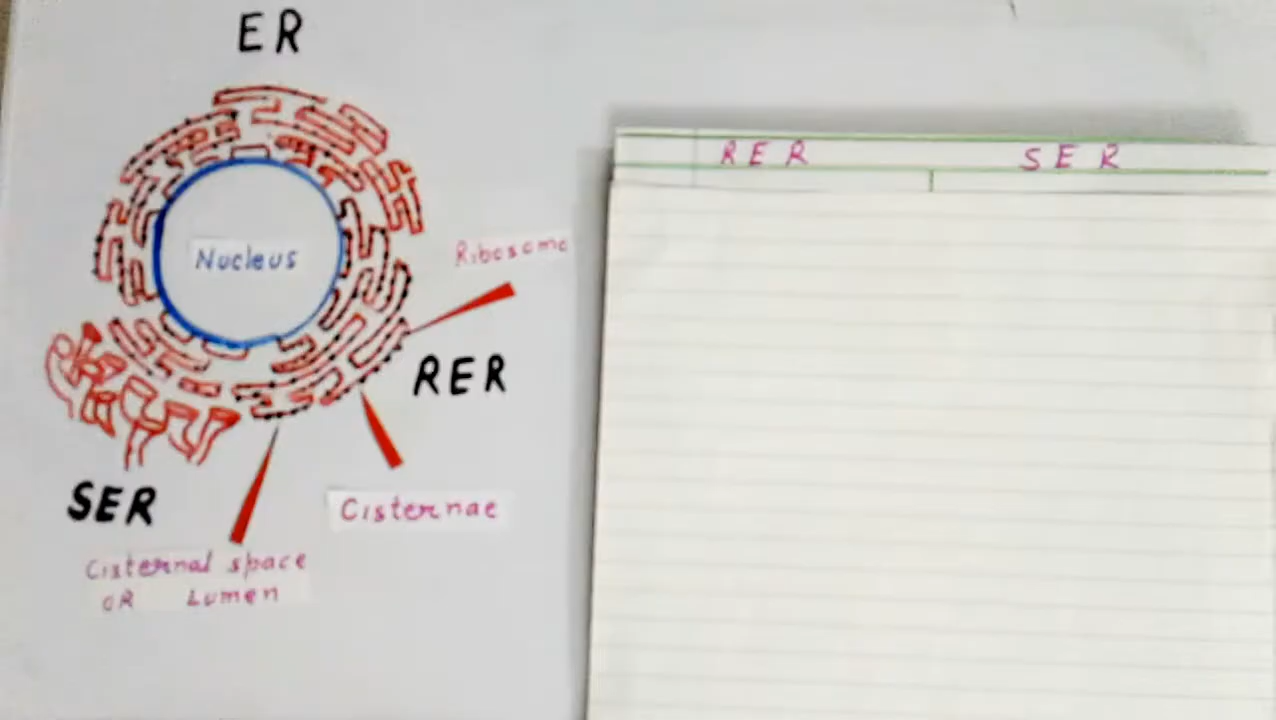 ER
Nucleus
Ribosome
RER
SER
Cisternae
Cisternal space
OR Lumen
RER SER